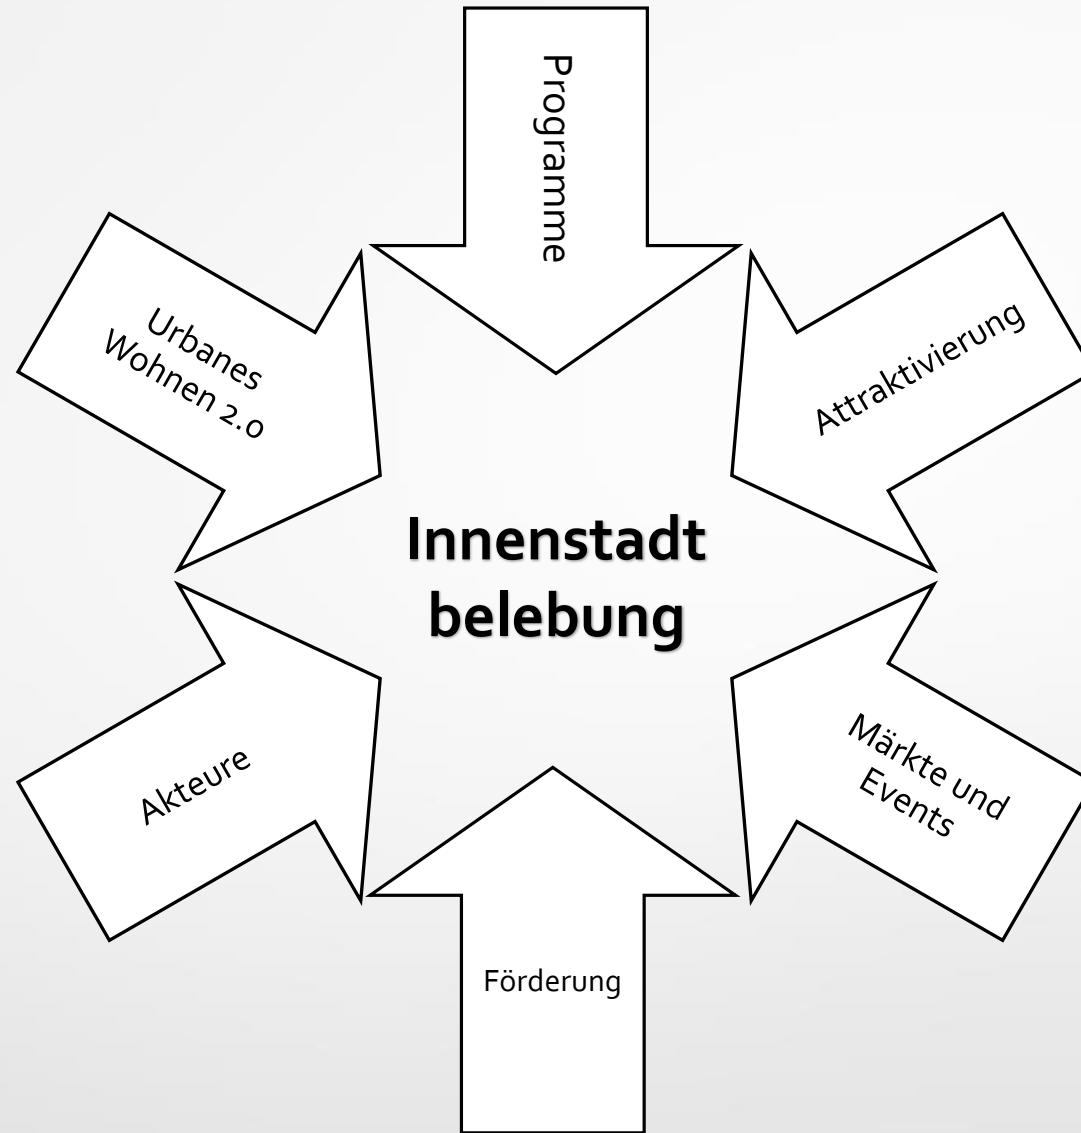 Programme
Urbanes
Wohnen 2.0
Attraktivierung
Innenstadt
belebung
Akteure
Märkte und
Events
Förderung